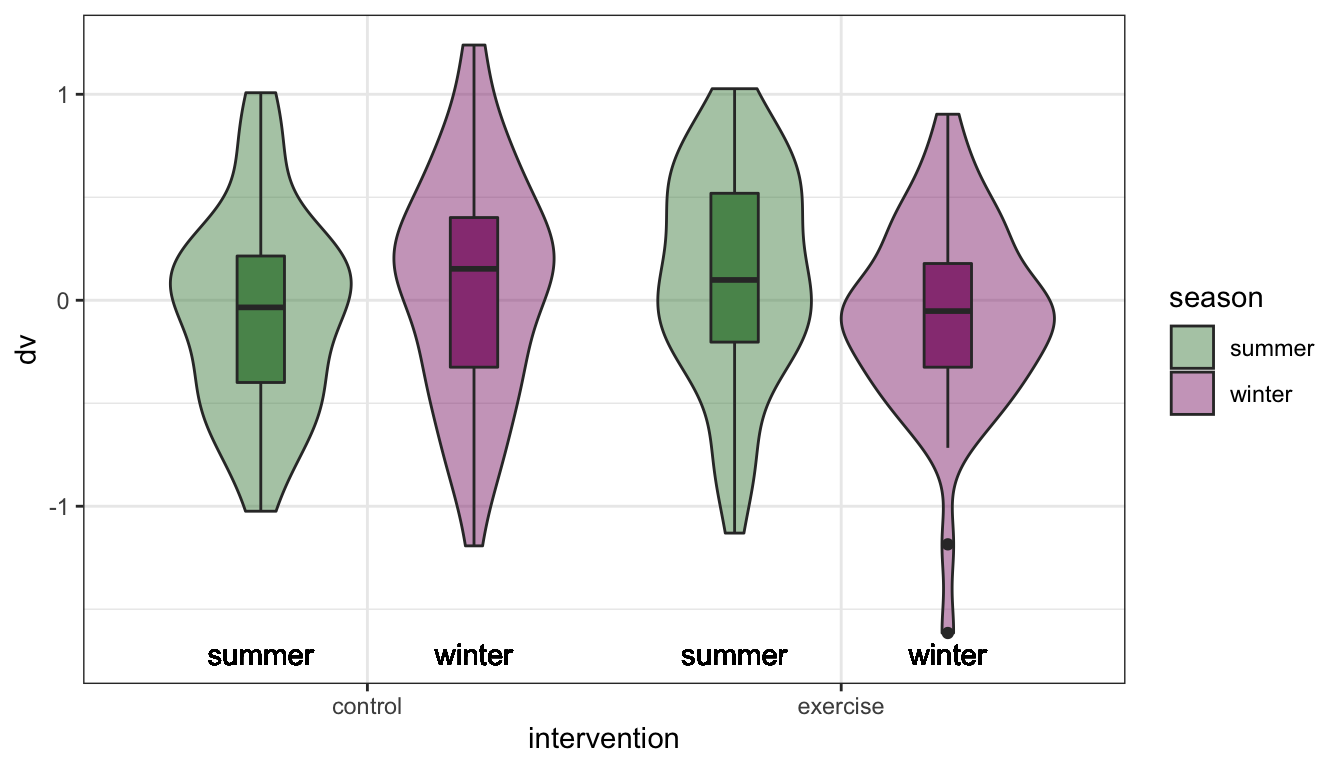 1
0
-1
dv
summer winter summer winter
control exercise
intervention
season
summer
winter